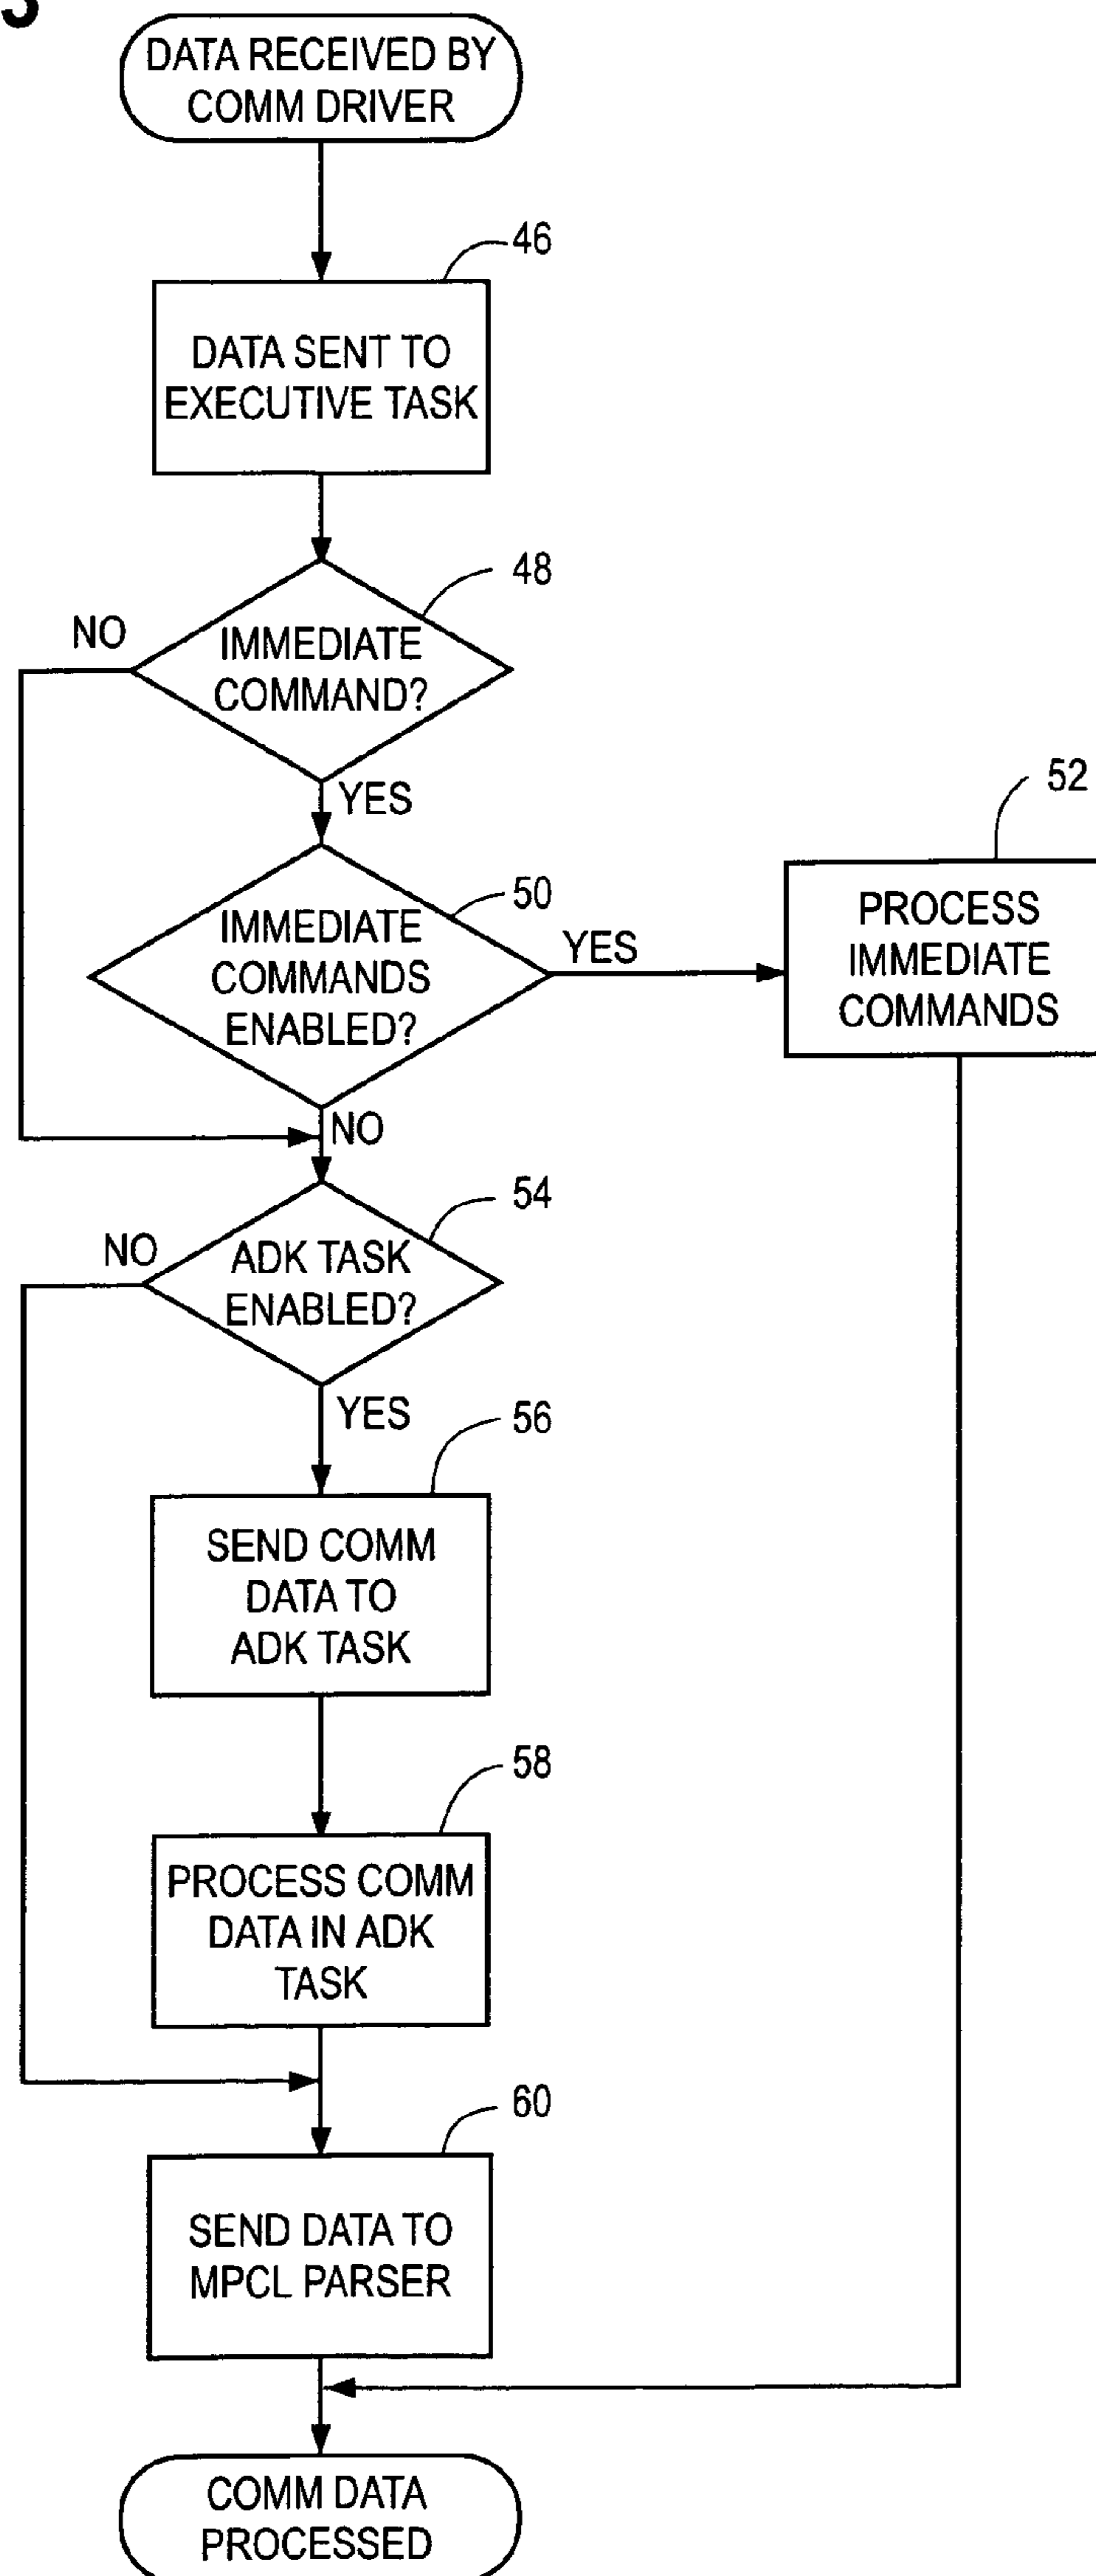 DATA RECEIVED BY
COMM DRIVER
46
DATA SENT TO
EXECUTIVE TASK
48
NO
IMMEDIATE
COMMAND?
YES
52
50
IMMEDIATE
COMMANDS
ENABLED?
YES
PROCESS
IMMEDIATE
COMMANDS
NO
54
NO
ADK TASK
ENABLED?
YES
56
SEND COMM
DATA TO
ADK TASK
58
PROCESS COMM
DATA IN ADK
TASK
60
SEND DATA TO
MPCL PARSER
COMM DATA
PROCESSED